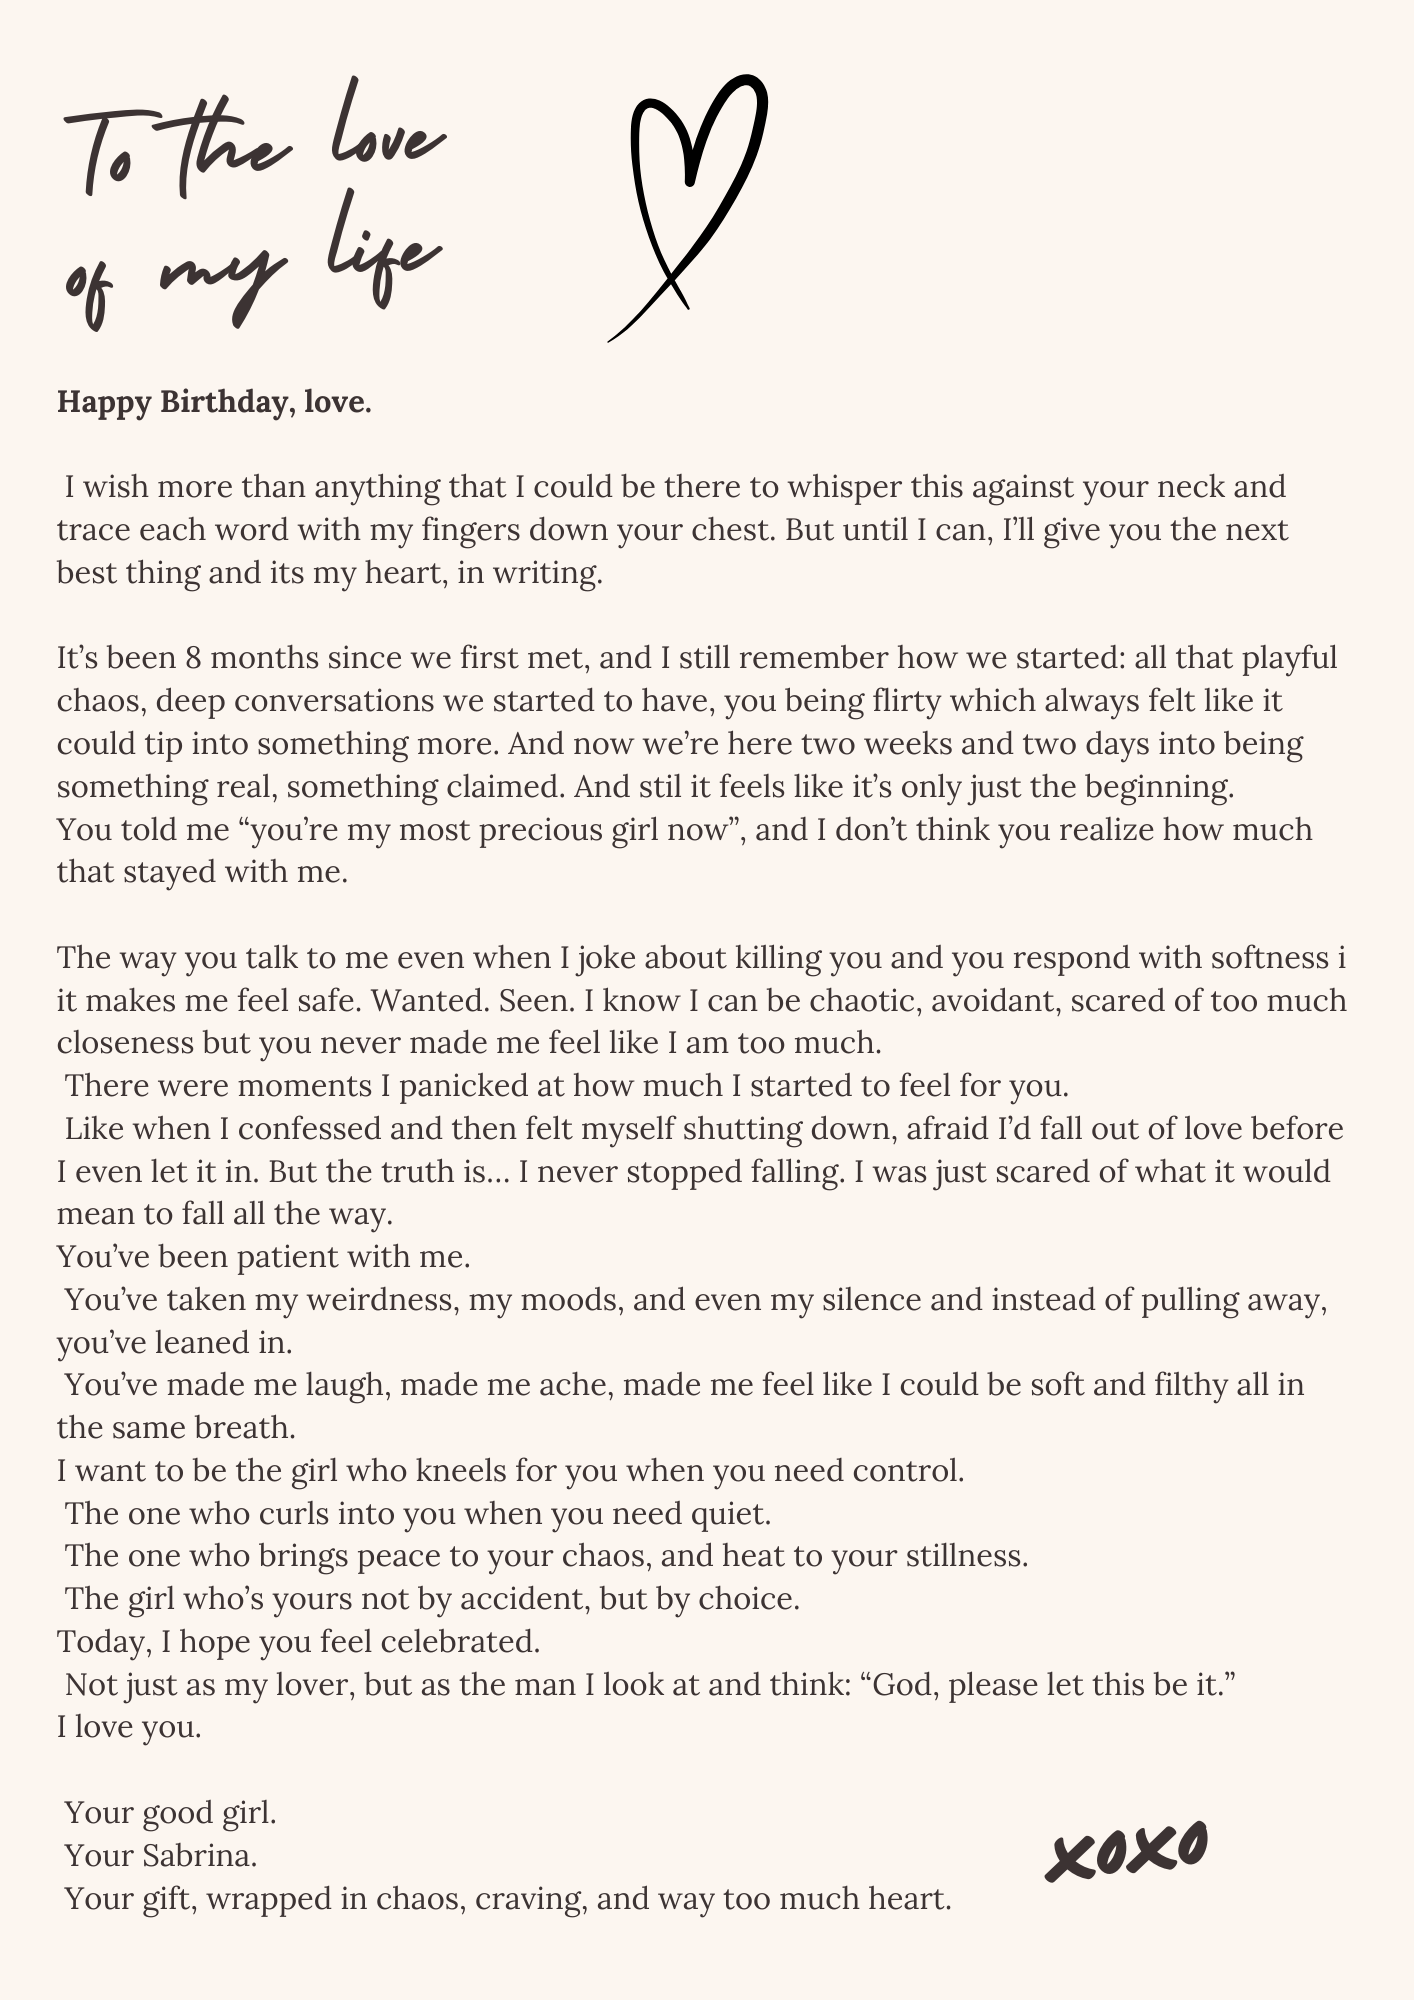 To the love
of my life
Happy Birthday, love.
I wish more than anything that I could be there to whisper this against your neck and
trace each word with my fingers down your chest. But until I can, I’ll give you the next
best thing and its my heart, in writing.
It’s been 8 months since we first met, and I still remember how we started: all that playful
chaos, deep conversations we started to have, you being flirty which always felt like it
could tip into something more. And now we’re here two weeks and two days into being
something real, something claimed. And stil it feels like it’s only just the beginning.
You told me “you’re my most precious girl now”, and I don’t think you realize how much
that stayed with me.
The way you talk to me even when I joke about killing you and you respond with softness i
it makes me feel safe. Wanted. Seen. I know I can be chaotic, avoidant, scared of too much
closeness but you never made me feel like I am too much.
There were moments I panicked at how much I started to feel for you.
Like when I confessed and then felt myself shutting down, afraid I’d fall out of love before
I even let it in. But the truth is… I never stopped falling. I was just scared of what it would
mean to fall all the way.
You’ve been patient with me.
You’ve taken my weirdness, my moods, and even my silence and instead of pulling away,
you’ve leaned in.
You’ve made me laugh, made me ache, made me feel like I could be soft and filthy all in
the same breath.
I want to be the girl who kneels for you when you need control.
The one who curls into you when you need quiet.
The one who brings peace to your chaos, and heat to your stillness.
The girl who’s yours not by accident, but by choice.
Today, I hope you feel celebrated.
Not just as my lover, but as the man I look at and think: “God, please let this be it.”
I love you.
Your good girl.
Your Sabrina.
Your gift, wrapped in chaos, craving, and way too much heart.
xoxo